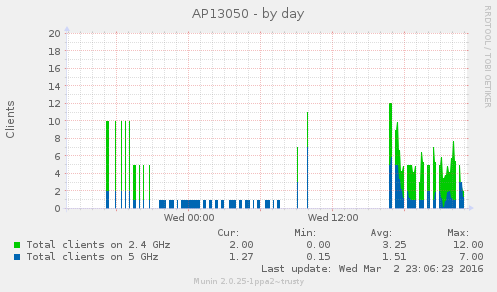 AP13050 - by day
RRDTOOL / TOBI OETIKER
Clients
20
18
16
14
12
10
8
6
4
2
0
Wed 00:00 Wed 12:00
Cur: Min: Avg: Max:
Total clients on 2.4 GHz 2.00 0.00 3.25 12.00
Total clients on 5 GHz 1.27 0.15 1.51 7.00
Last update: Wed Mar 2 23:06:23 2016
Munin 2.0.25-1ppa2~trusty